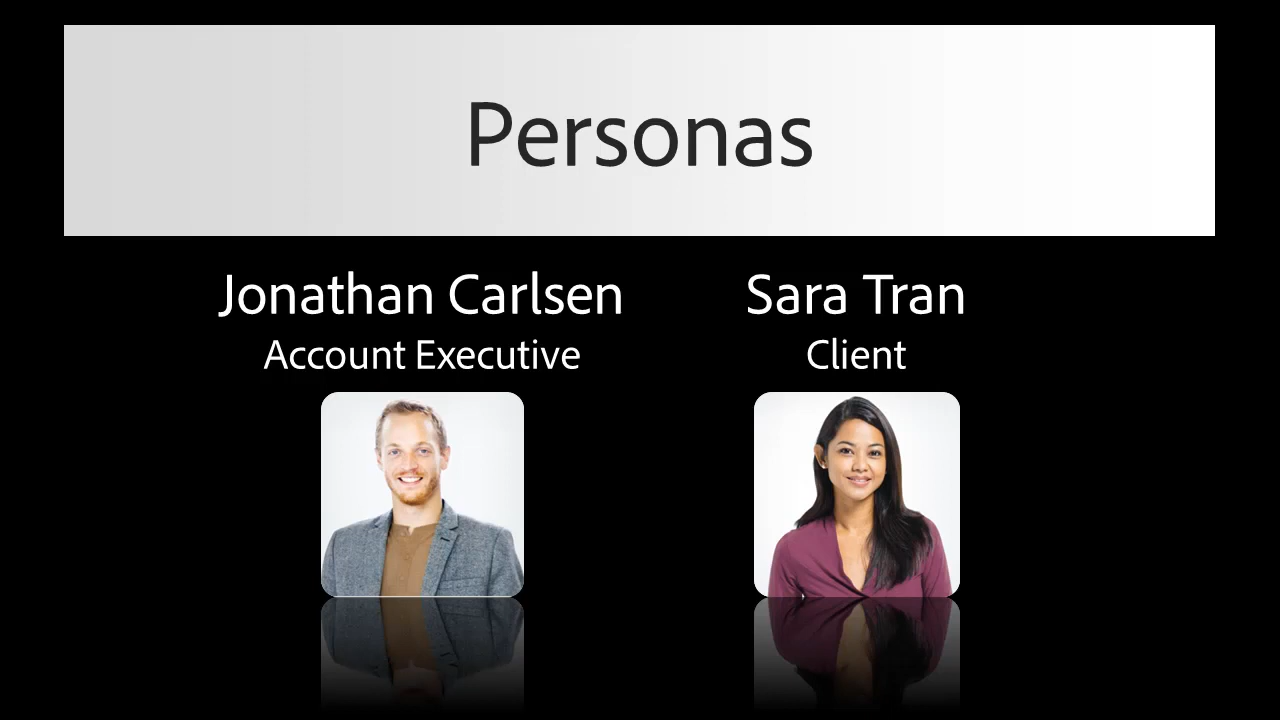 Personas
Jonathan Carlsen
Account Executive
Sara Tran
Client